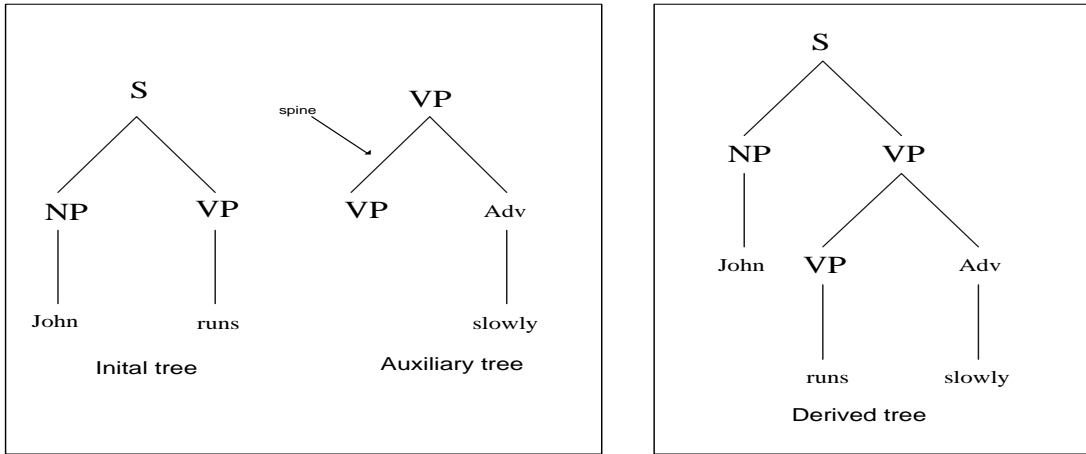 S
VP
spine
NP
VP
VP
Adv
John
runs
slowly
Inital tree
Auxiliary tree
S
NP
VP
John
VP
Adv
runs
slowly
Derived tree